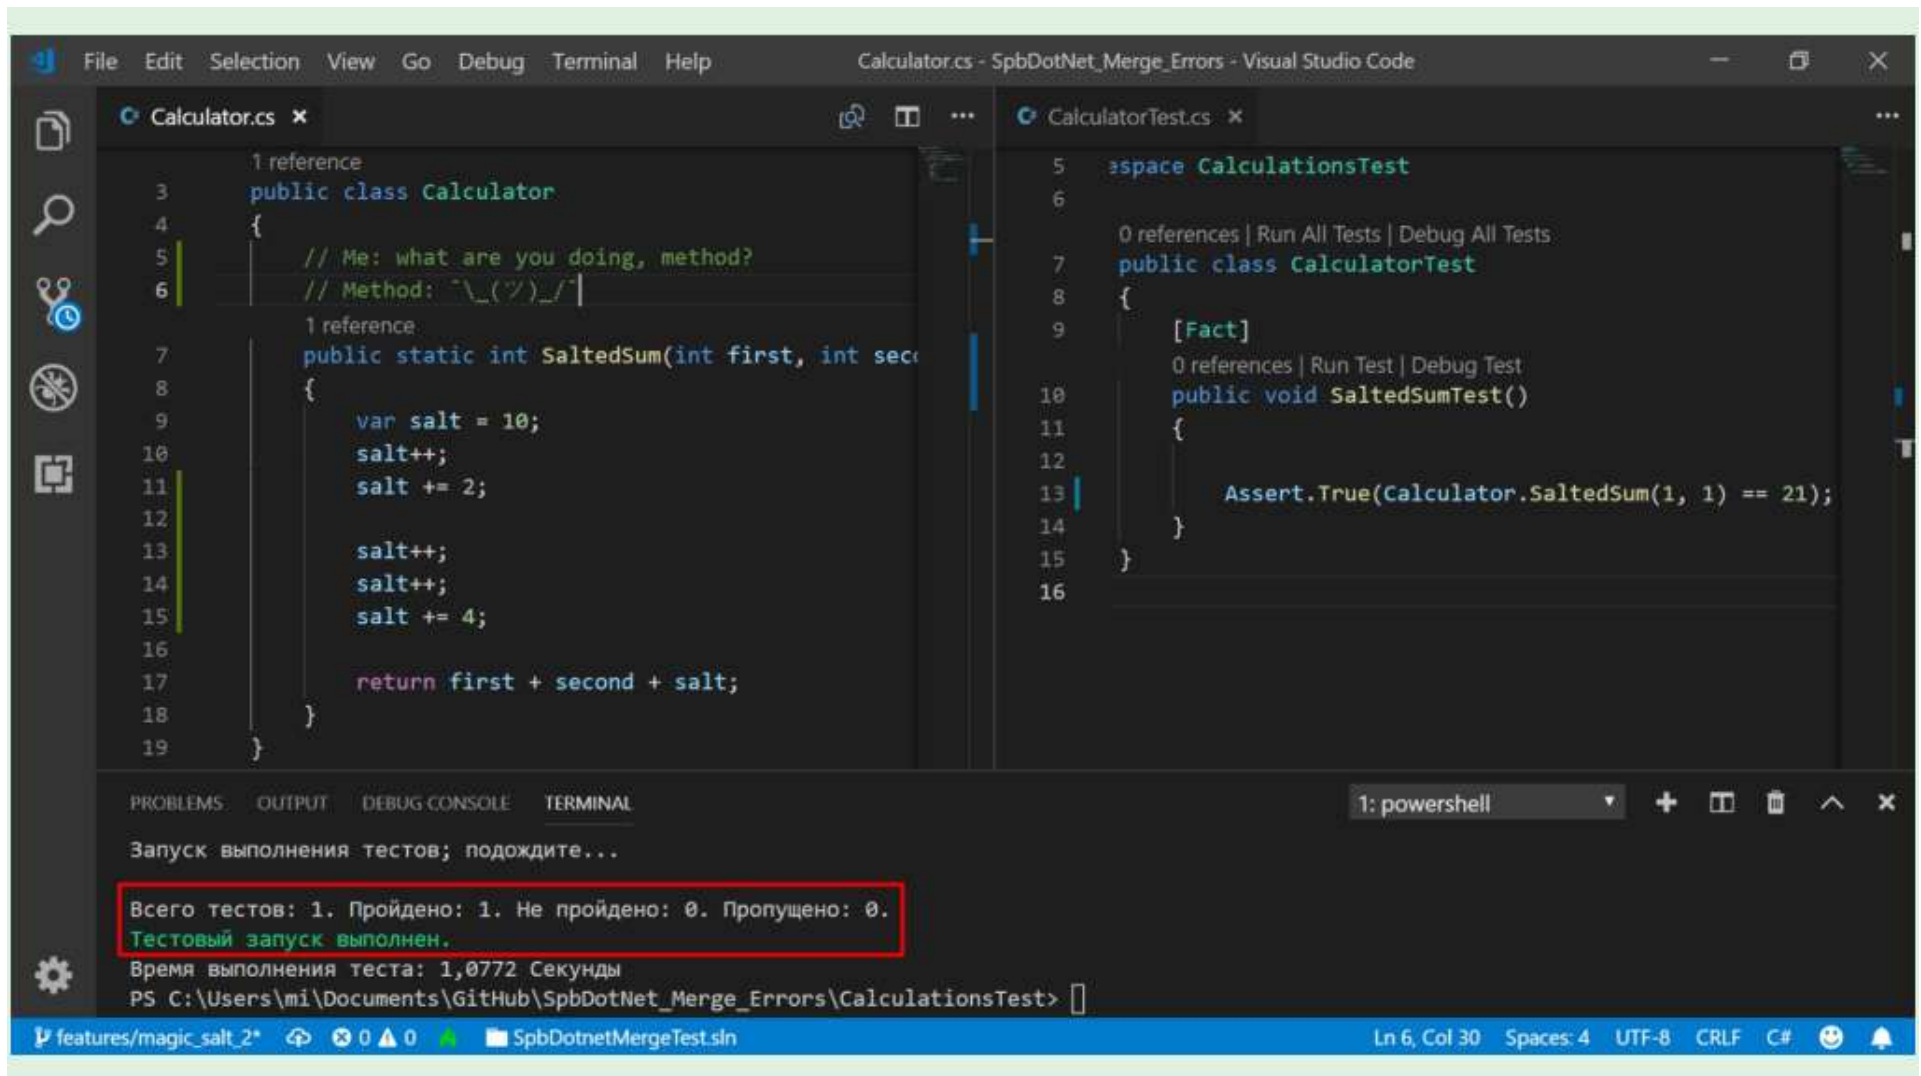 File Edit Selection View Go Debug Terminal Help Calculator.cs - SpbDotNet_Merge_Errors - Visual Studio Code
Calculator.cs
1 reference
3 public class Calculator
4 {
5 // Me: what are you doing, method?
6 // Method: ¯\_(ツ)_/¯
1 reference
7 public static int SaltedSum(int first, int seco
8 {
9 var salt = 10;
10 salt++;
11 salt += 2;
12
13 salt++;
14 salt++;
15 salt += 4;
16
17 return first + second + salt;
18 }
19 }
CalculatorTest.cs
5 espace CalculationsTest
6
0 references | Run All Tests | Debug All Tests
7 public class CalculatorTest
8 {
9 [Fact]
0 references | Run Test | Debug Test
10 public void SaltedSumTest()
11 {
12
13 Assert.True(Calculator.SaltedSum(1, 1) == 21);
14 }
15 }
16
PROBLEMS OUTPUT DEBUG CONSOLE TERMINAL 1: powershell
Запуск выполнения тестов; подождите...
Всего тестов: 1. Пройдено: 1. Не пройдено: 0. Пропущено: 0.
Тестовый запуск выполнен.
Время выполнения теста: 1,0772 Секунды
PS C:\Users\mi\Documents\GitHub\SpbDotNet_Merge_Errors\CalculationsTest>
features/magic_salt_2* 0 0 SpbDotnetMergeTest.sln Ln 6, Col 30 Spaces: 4 UTF-8 CRLF C#